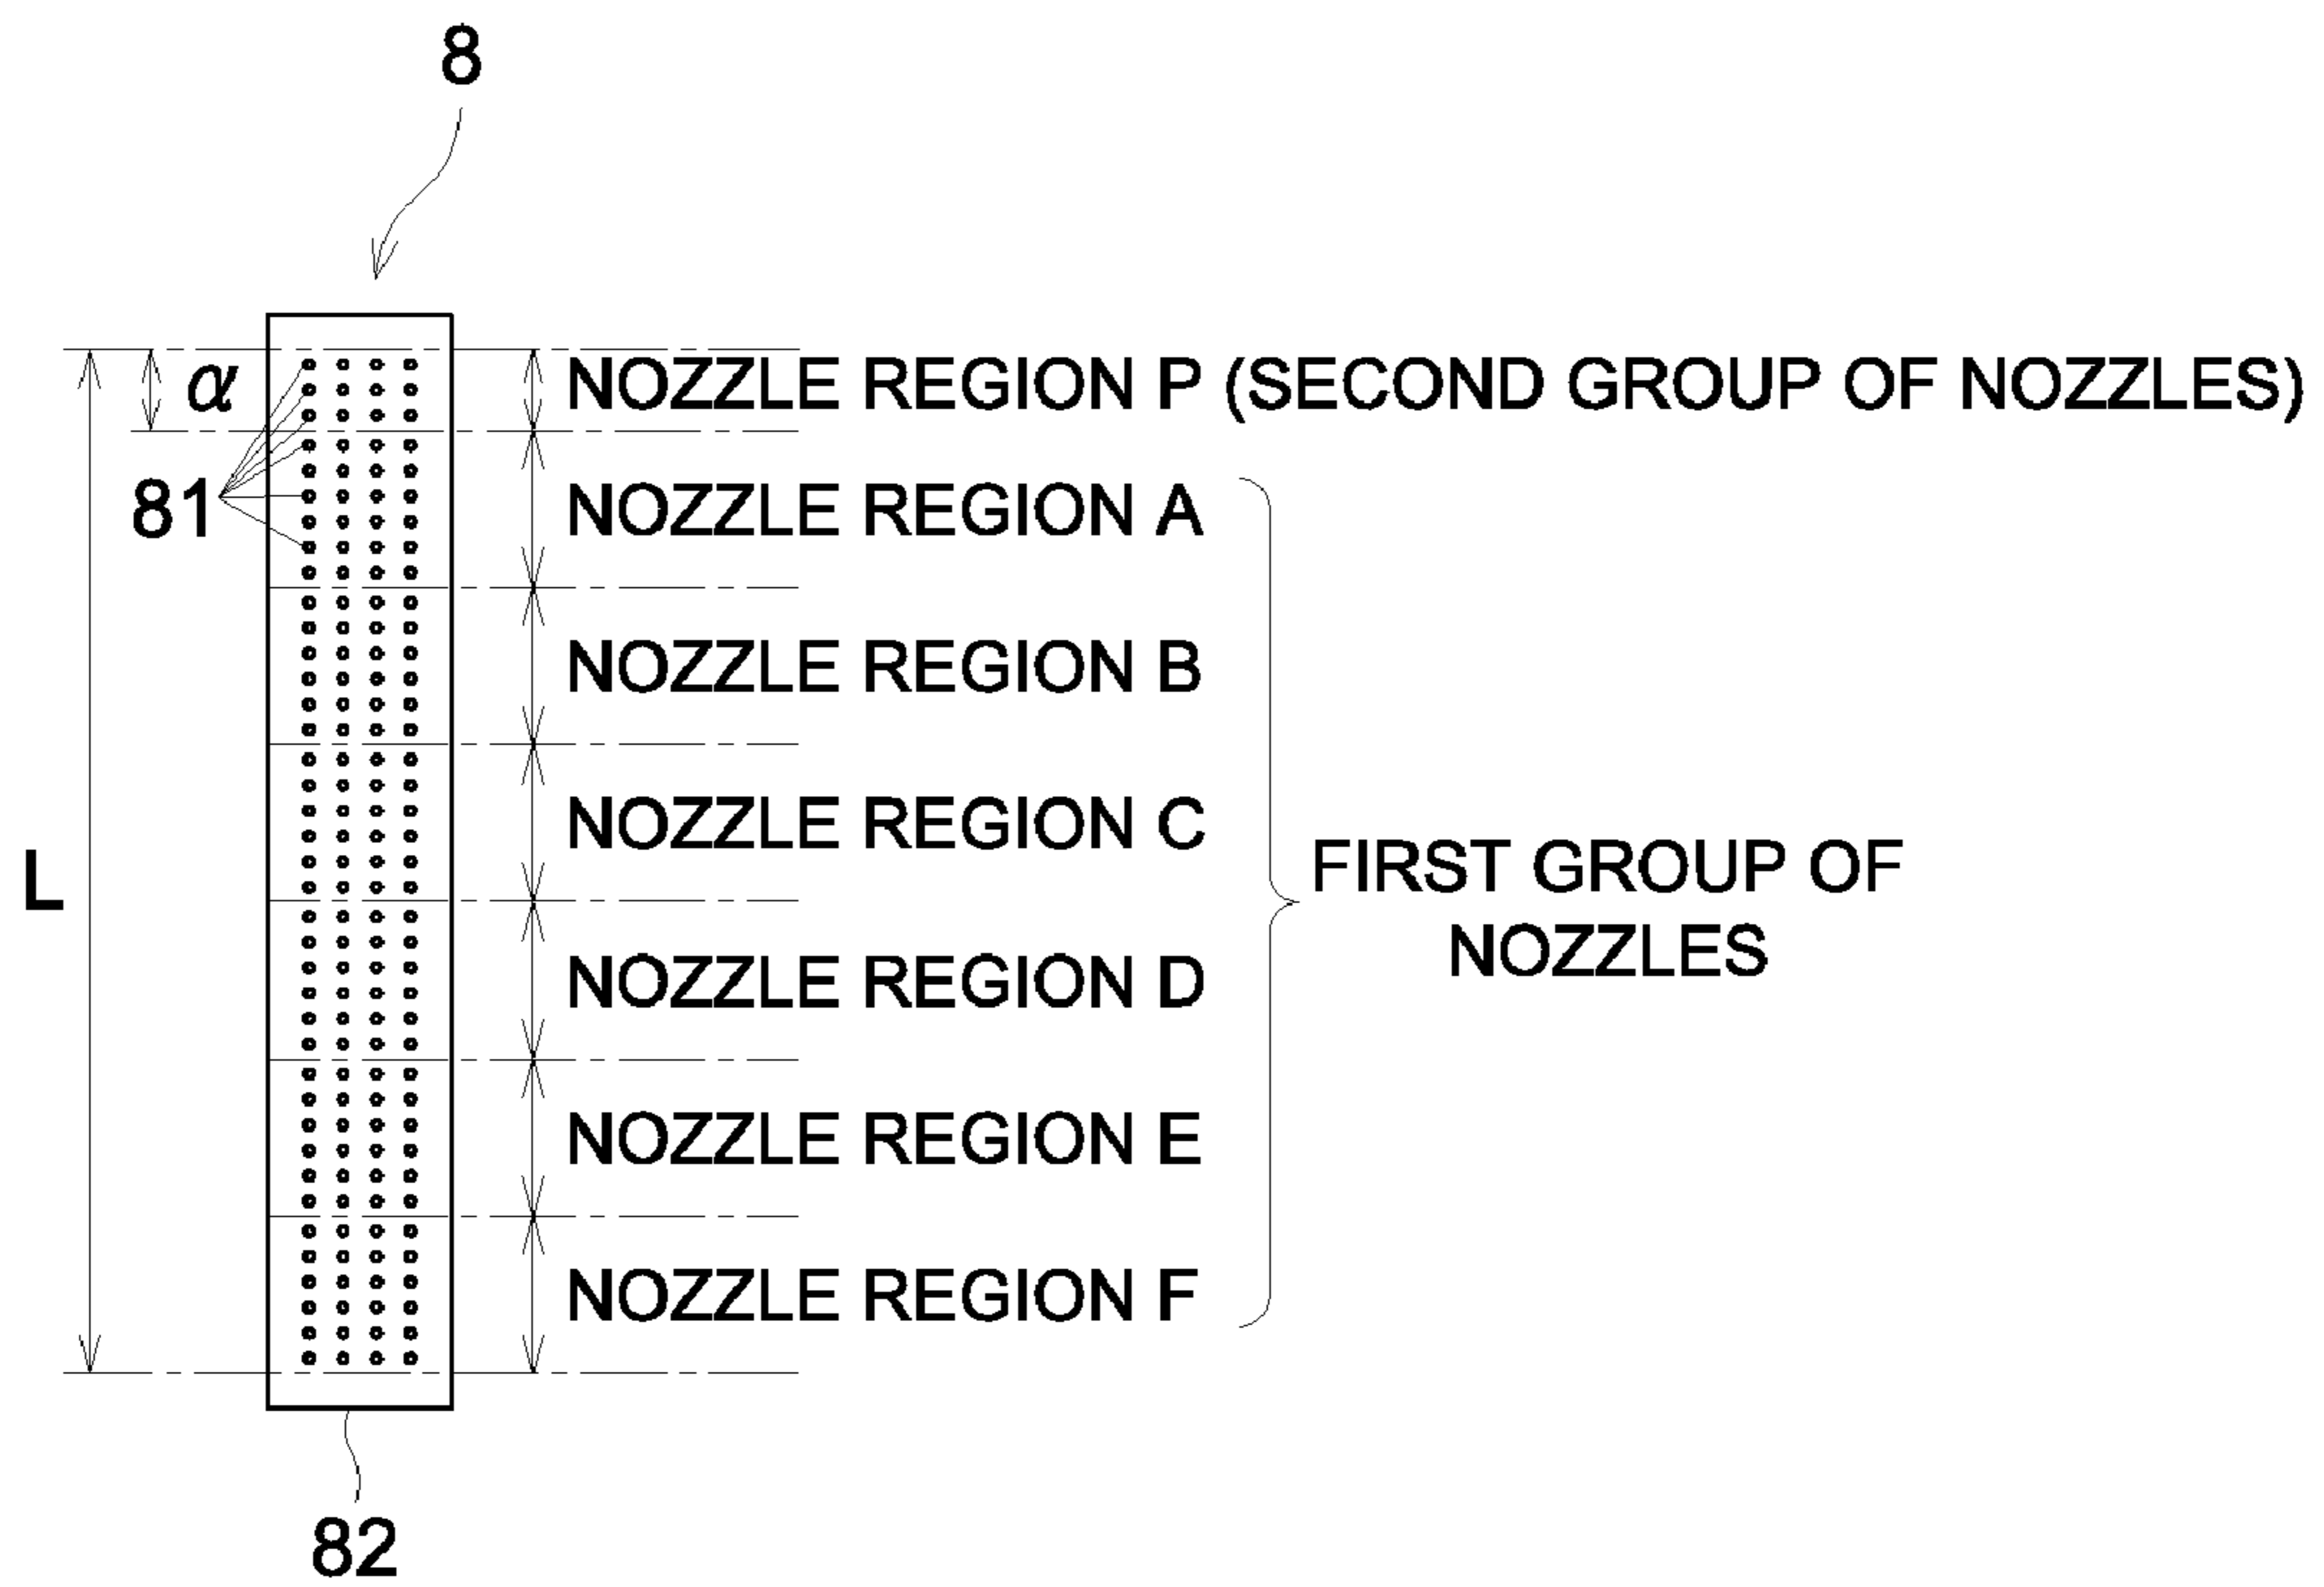 8
NOZZLE REGION P (SECOND GROUP OF NOZZLES)
α
81
NOZZLE REGION A
NOZZLE REGION B
NOZZLE REGION C
L
FIRST GROUP OF
NOZZLES
NOZZLE REGION D
NOZZLE REGION E
NOZZLE REGION F
82